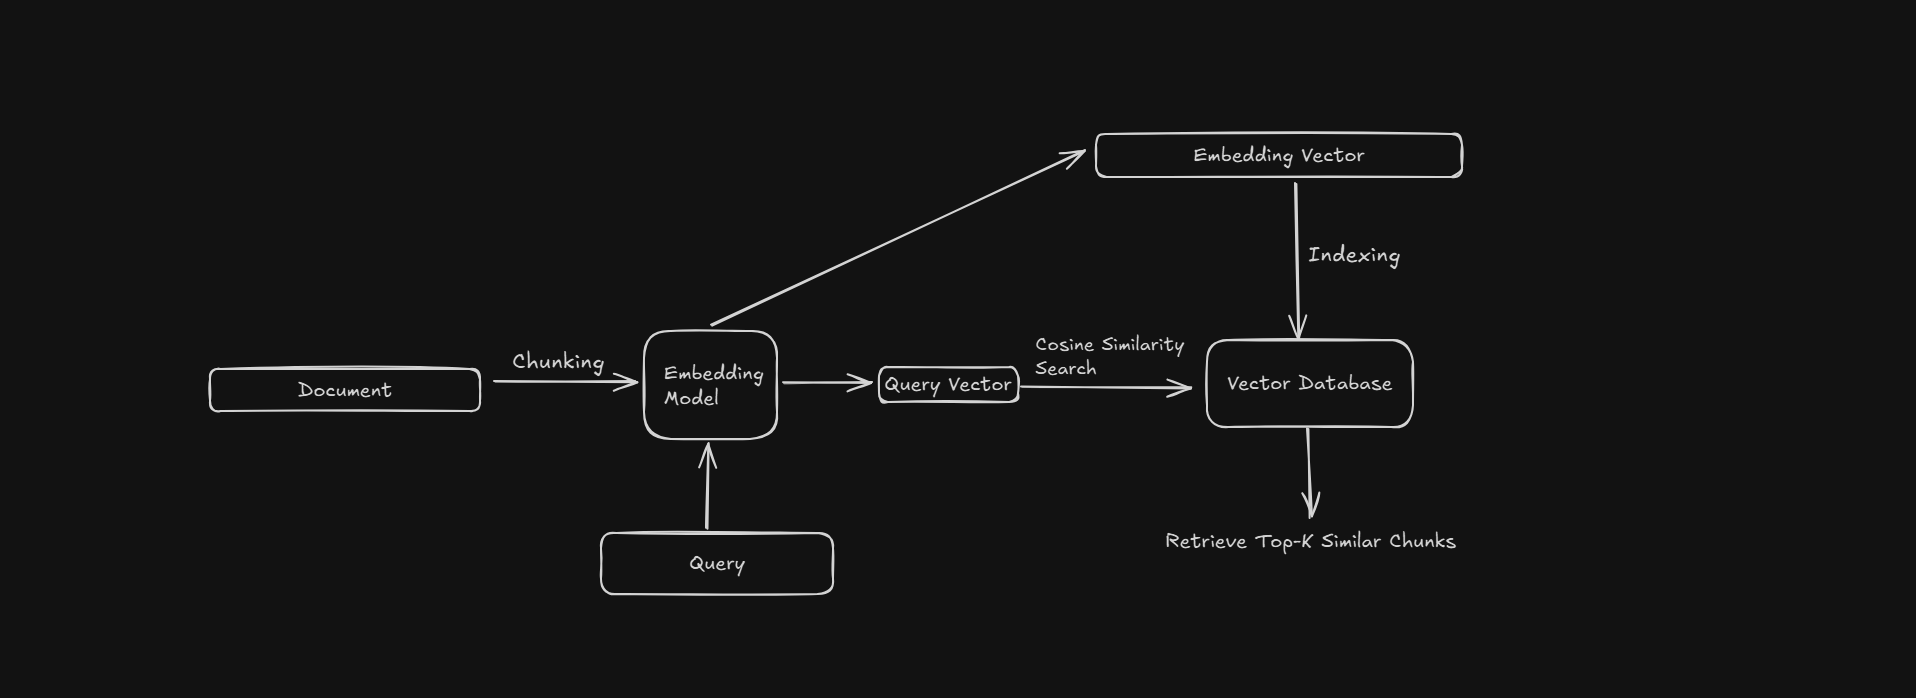 Embedding Vector
Indexing
Chunking
Document
Embedding
Model
Query Vector
Cosine Similarity
Search
Vector Database
Query
Retrieve Top-K Similar Chunks